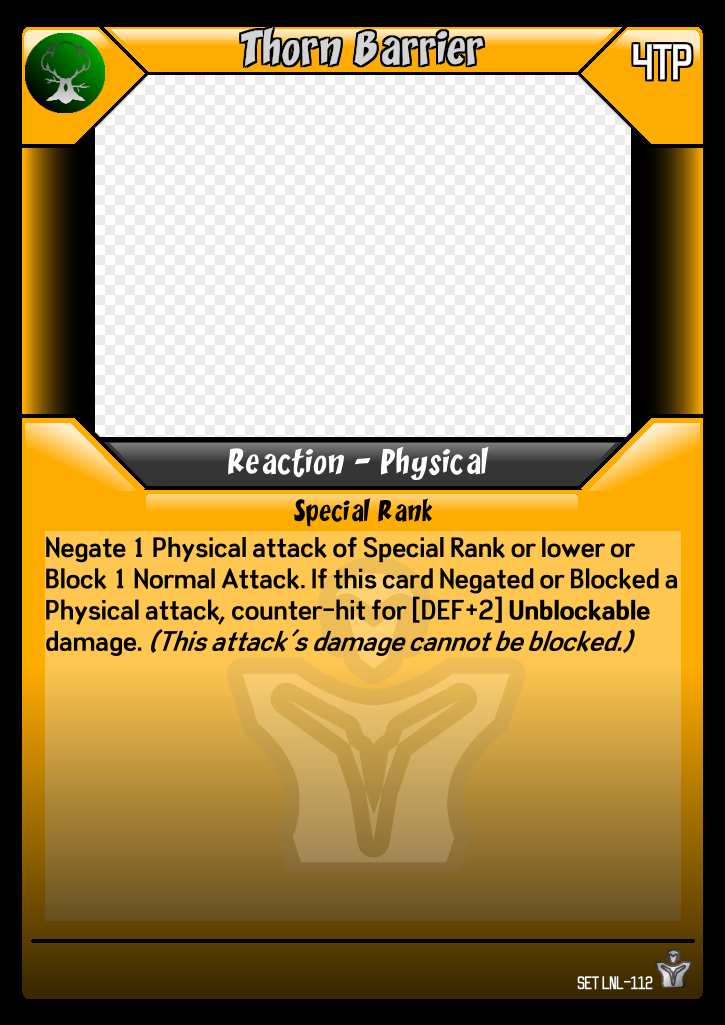 Thorn Barrier
4TP
Reaction - Physical
Special Rank
Negate 1 Physical attack of Special Rank or lower or
Block 1 Normal Attack. If this card Negated or Blocked a
Physical attack, counter-hit for [DEF+2] Unblockable
damage. (This attack's damage cannot be blocked.)
SET LNL-112